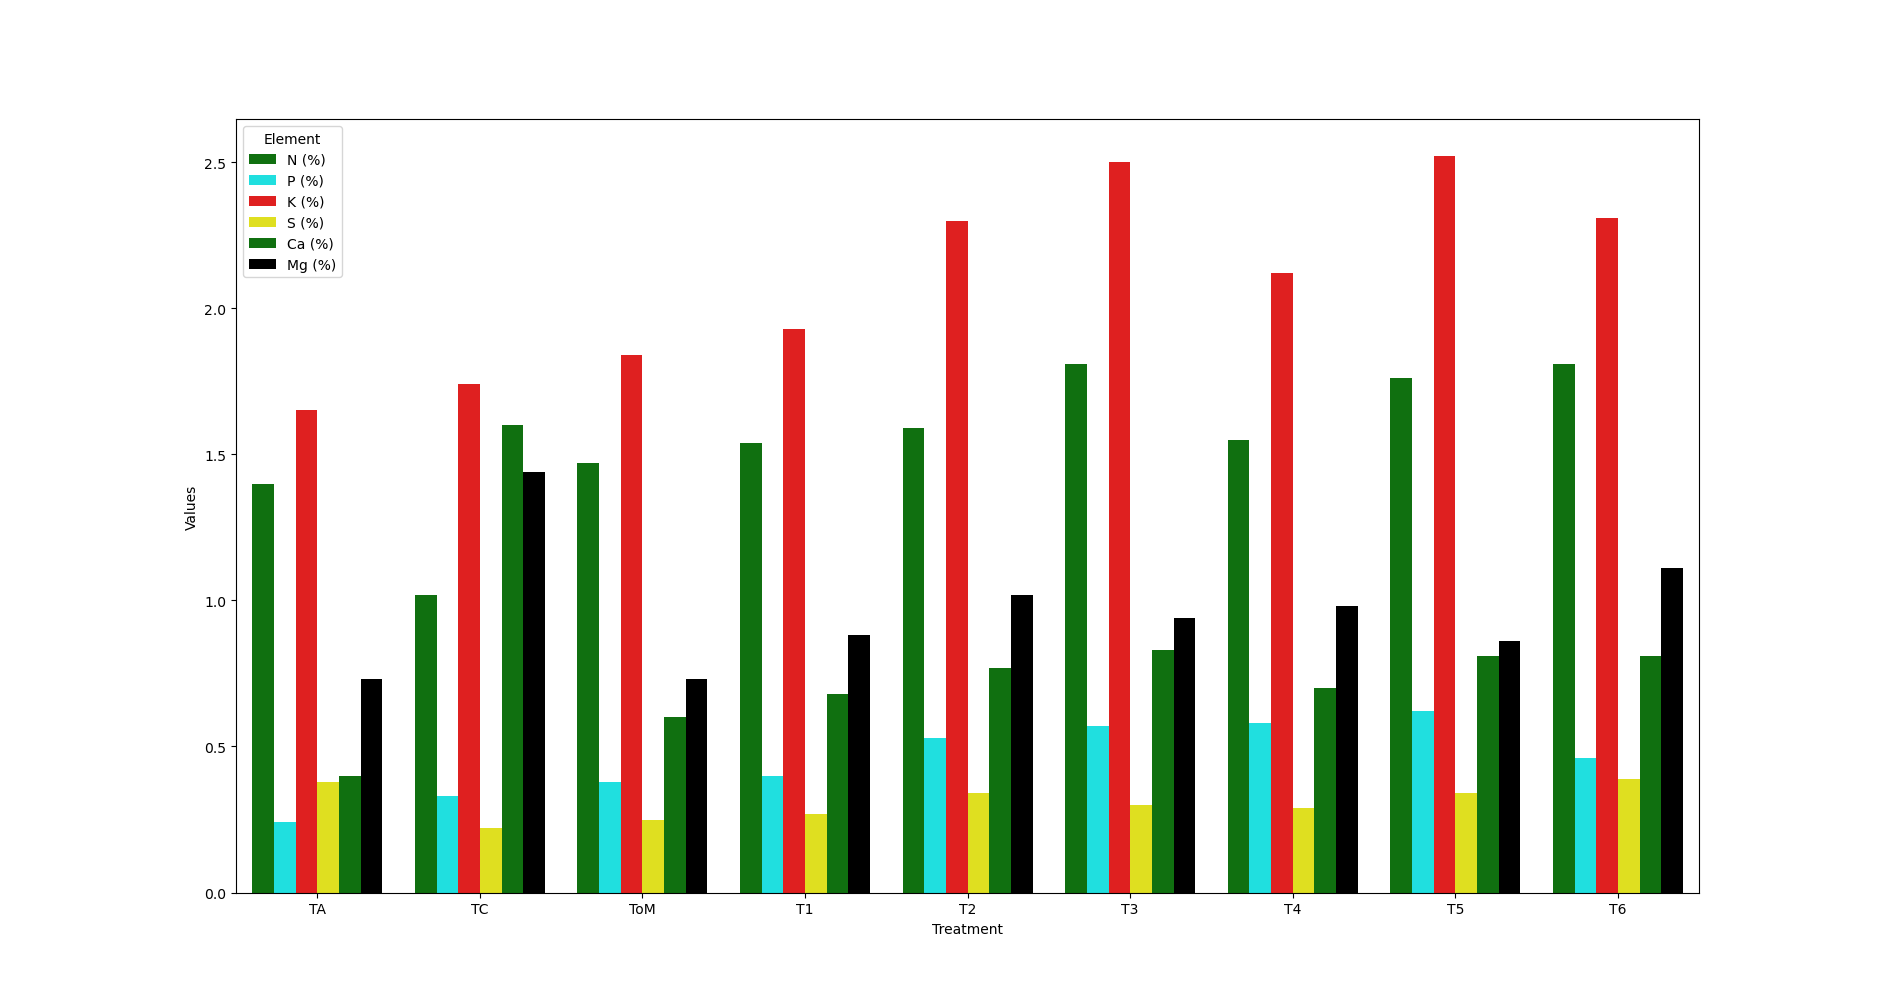 Element
N (%)
P (%)
K (%)
S (%)
Ca (%)
Mg (%)
2.5
2.0
1.5
1.0
0.5
0.0
Values
TA TC ToM T1 T2 T3 T4 T5 T6
Treatment